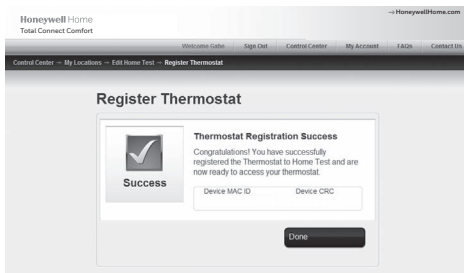 → HoneywellHome.com
Honeywell Home
Total Connect Comfort
Welcome Gabe Sign Out Control Center My Account FAQs Contact Us
Control Center → My Locations → Edit Home Test → Register Thermostat
Register Thermostat
Thermostat Registration Success
Congratulations! You have successfully
registered the Thermostat to Home Test and are
now ready to access your thermostat.
Success
Device MAC ID Device CRC
Done